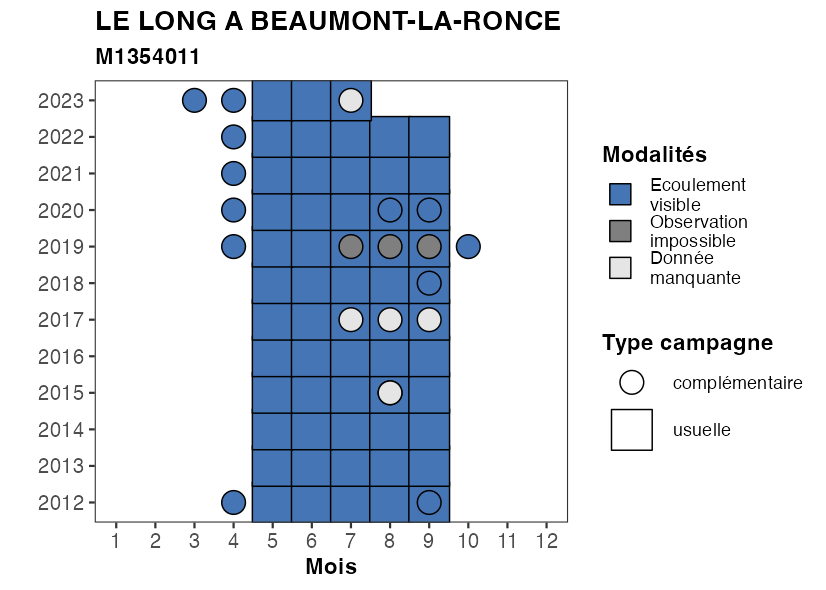 LE LONG A BEAUMONT-LA-RONCE
M1354011
2023
2022
2021
2020
2019
2018
2017
2016
2015
2014
2013
2012
1 2 3 4 5 6 7 8 9 10 11 12
Mois
Modalités
Ecoulement
visible
Observation
impossible
Donnée
manquante
Type campagne
complémentaire
usuelle